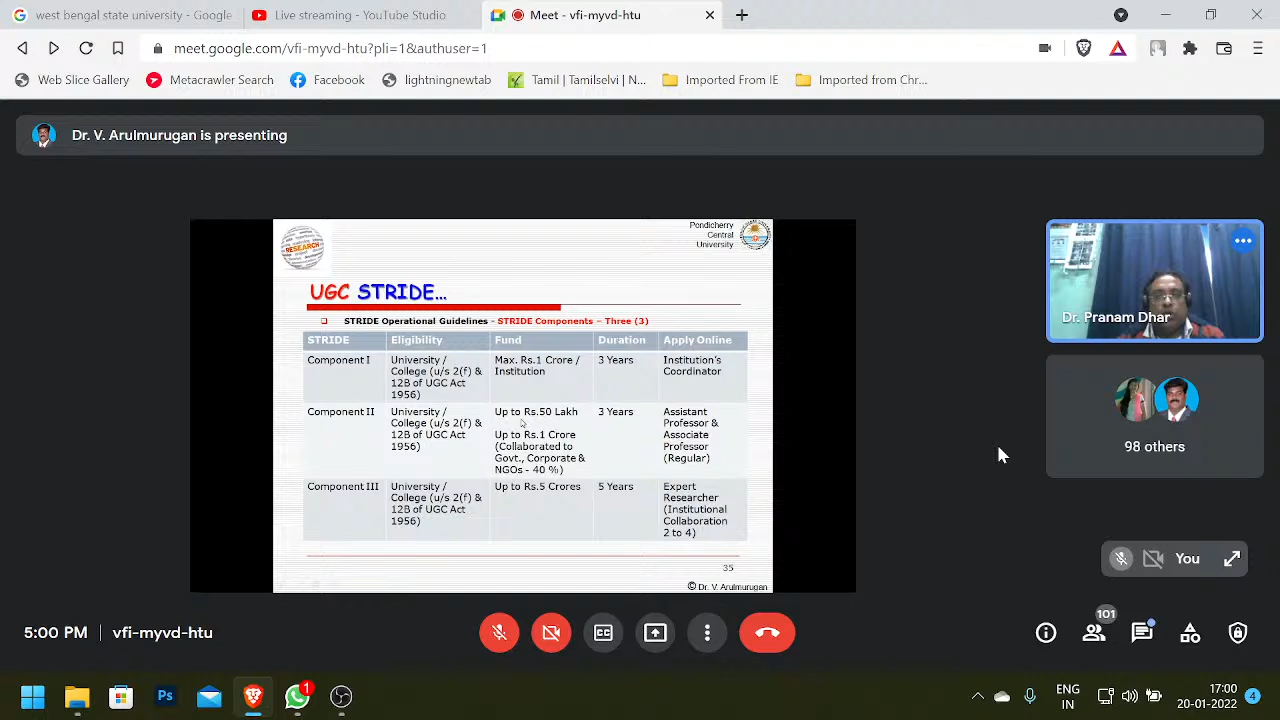 west bengal state university - Google
Live streaming - YouTube Studio
Meet - vfi-myvd-htu
meet.google.com/vfi-myvd-htu?pli=1&authuser=1
Web Slice Gallery
Metacrawler Search
Facebook
lightningnewtab
Tamil | Tamilselvi | N...
Imported From IE
Imported from Chr...
Dr. V. Arulmurugan is presenting
RESEARCH
Pondicherry
Central
University
UGC STRIDE...
STRIDE Operational Guidelines - STRIDE Components – Three (3)
STRIDE Eligibility Fund Duration Apply Online
Component I
University /
College (u/s 2(f) &
12B of UGC Act
1956)
Max. Rs.1 Crore /
Institution
3 Years
Institution's
Coordinator
Component II
University /
College (u/s 2(f) &
12B of UGC Act
1956)
Up to Rs.50 Lakh
Up to Rs.1 Crore
(Collaborated to
Govt., Corporate &
NGOs - 40 %)
3 Years
Assistant
Professor &
Associate
Professor
(Regular)
Component III
University /
College (u/s 2(f) &
12B of UGC Act
1956)
Up to Rs.5 Crores
5 Years
Expert
Researcher
(Institutional
Collaboration
2 to 4)
35
© Dr. V. Arulmurugan
Dr. Pranam Dhar
98 others
You
5:00 PM | vfi-myvd-htu
101
Ps
1
ENG
IN
17:00
20-01-2022
4